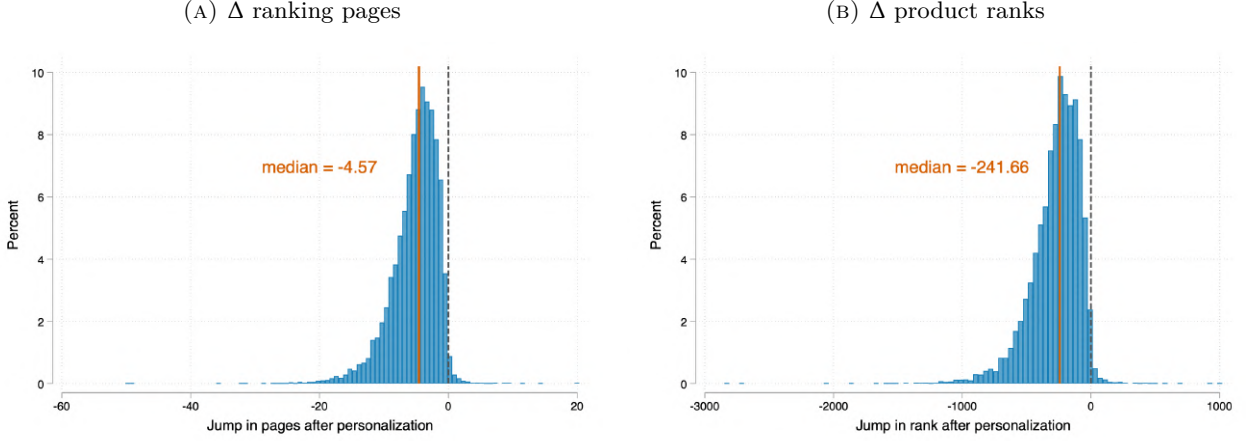 (A) Δ ranking pages
10
8
6
4
2
0
Percent
median = -4.57
-60
-40
-20
0
20
Jump in pages after personalization
(B) Δ product ranks
10
8
6
4
2
0
Percent
median = -241.66
-3000
-2000
-1000
0
1000
Jump in rank after personalization